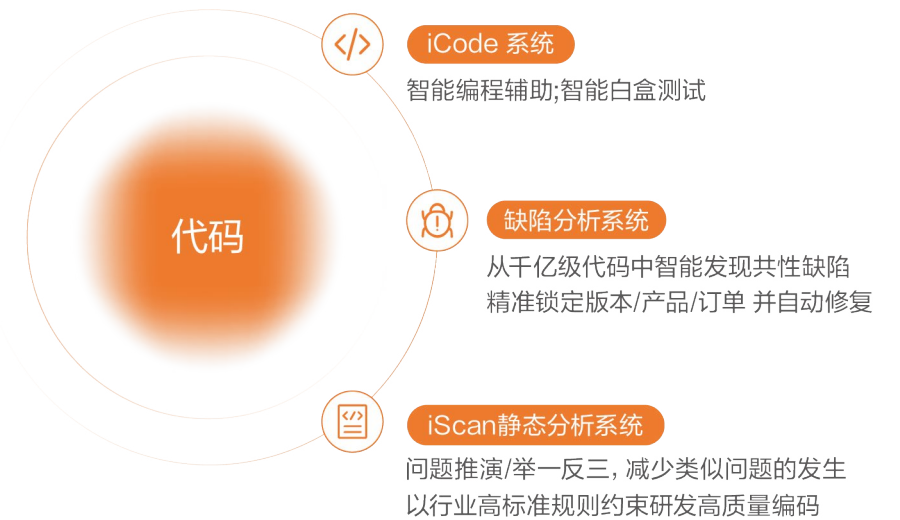 iCode 系统
智能编程辅助;智能白盒测试
代码
缺陷分析系统
从千亿级代码中智能发现共性缺陷
精准锁定版本/产品/订单 并自动修复
iScan静态分析系统
问题推演/举一反三, 减少类似问题的发生
以行业高标准规则约束研发高质量编码